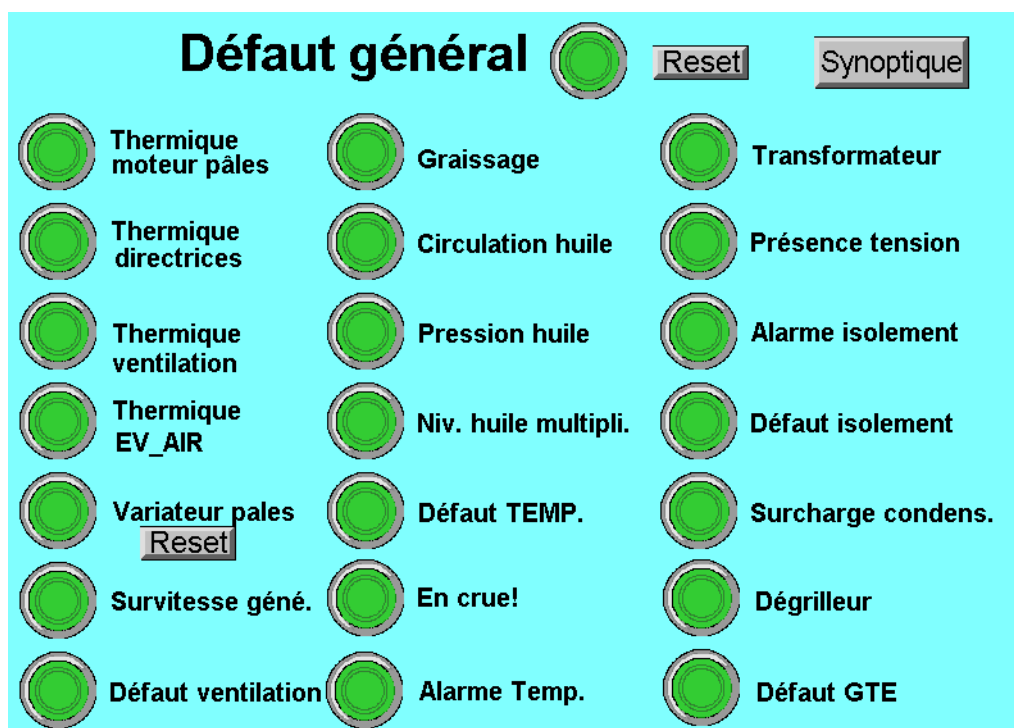 Défaut général
Reset
Synoptique
Thermique
moteur pâles
Graissage
Transformateur
Thermique
directrices
Circulation huile
Présence tension
Thermique
ventilation
Pression huile
Alarme isolement
Thermique
EV_AIR
Niv. huile multipli.
Défaut isolement
Variateur pales
Reset
Défaut TEMP.
Surcharge condens.
Survitesse géné.
En crue!
Dégrilleur
Défaut ventilation
Alarme Temp.
Défaut GTE